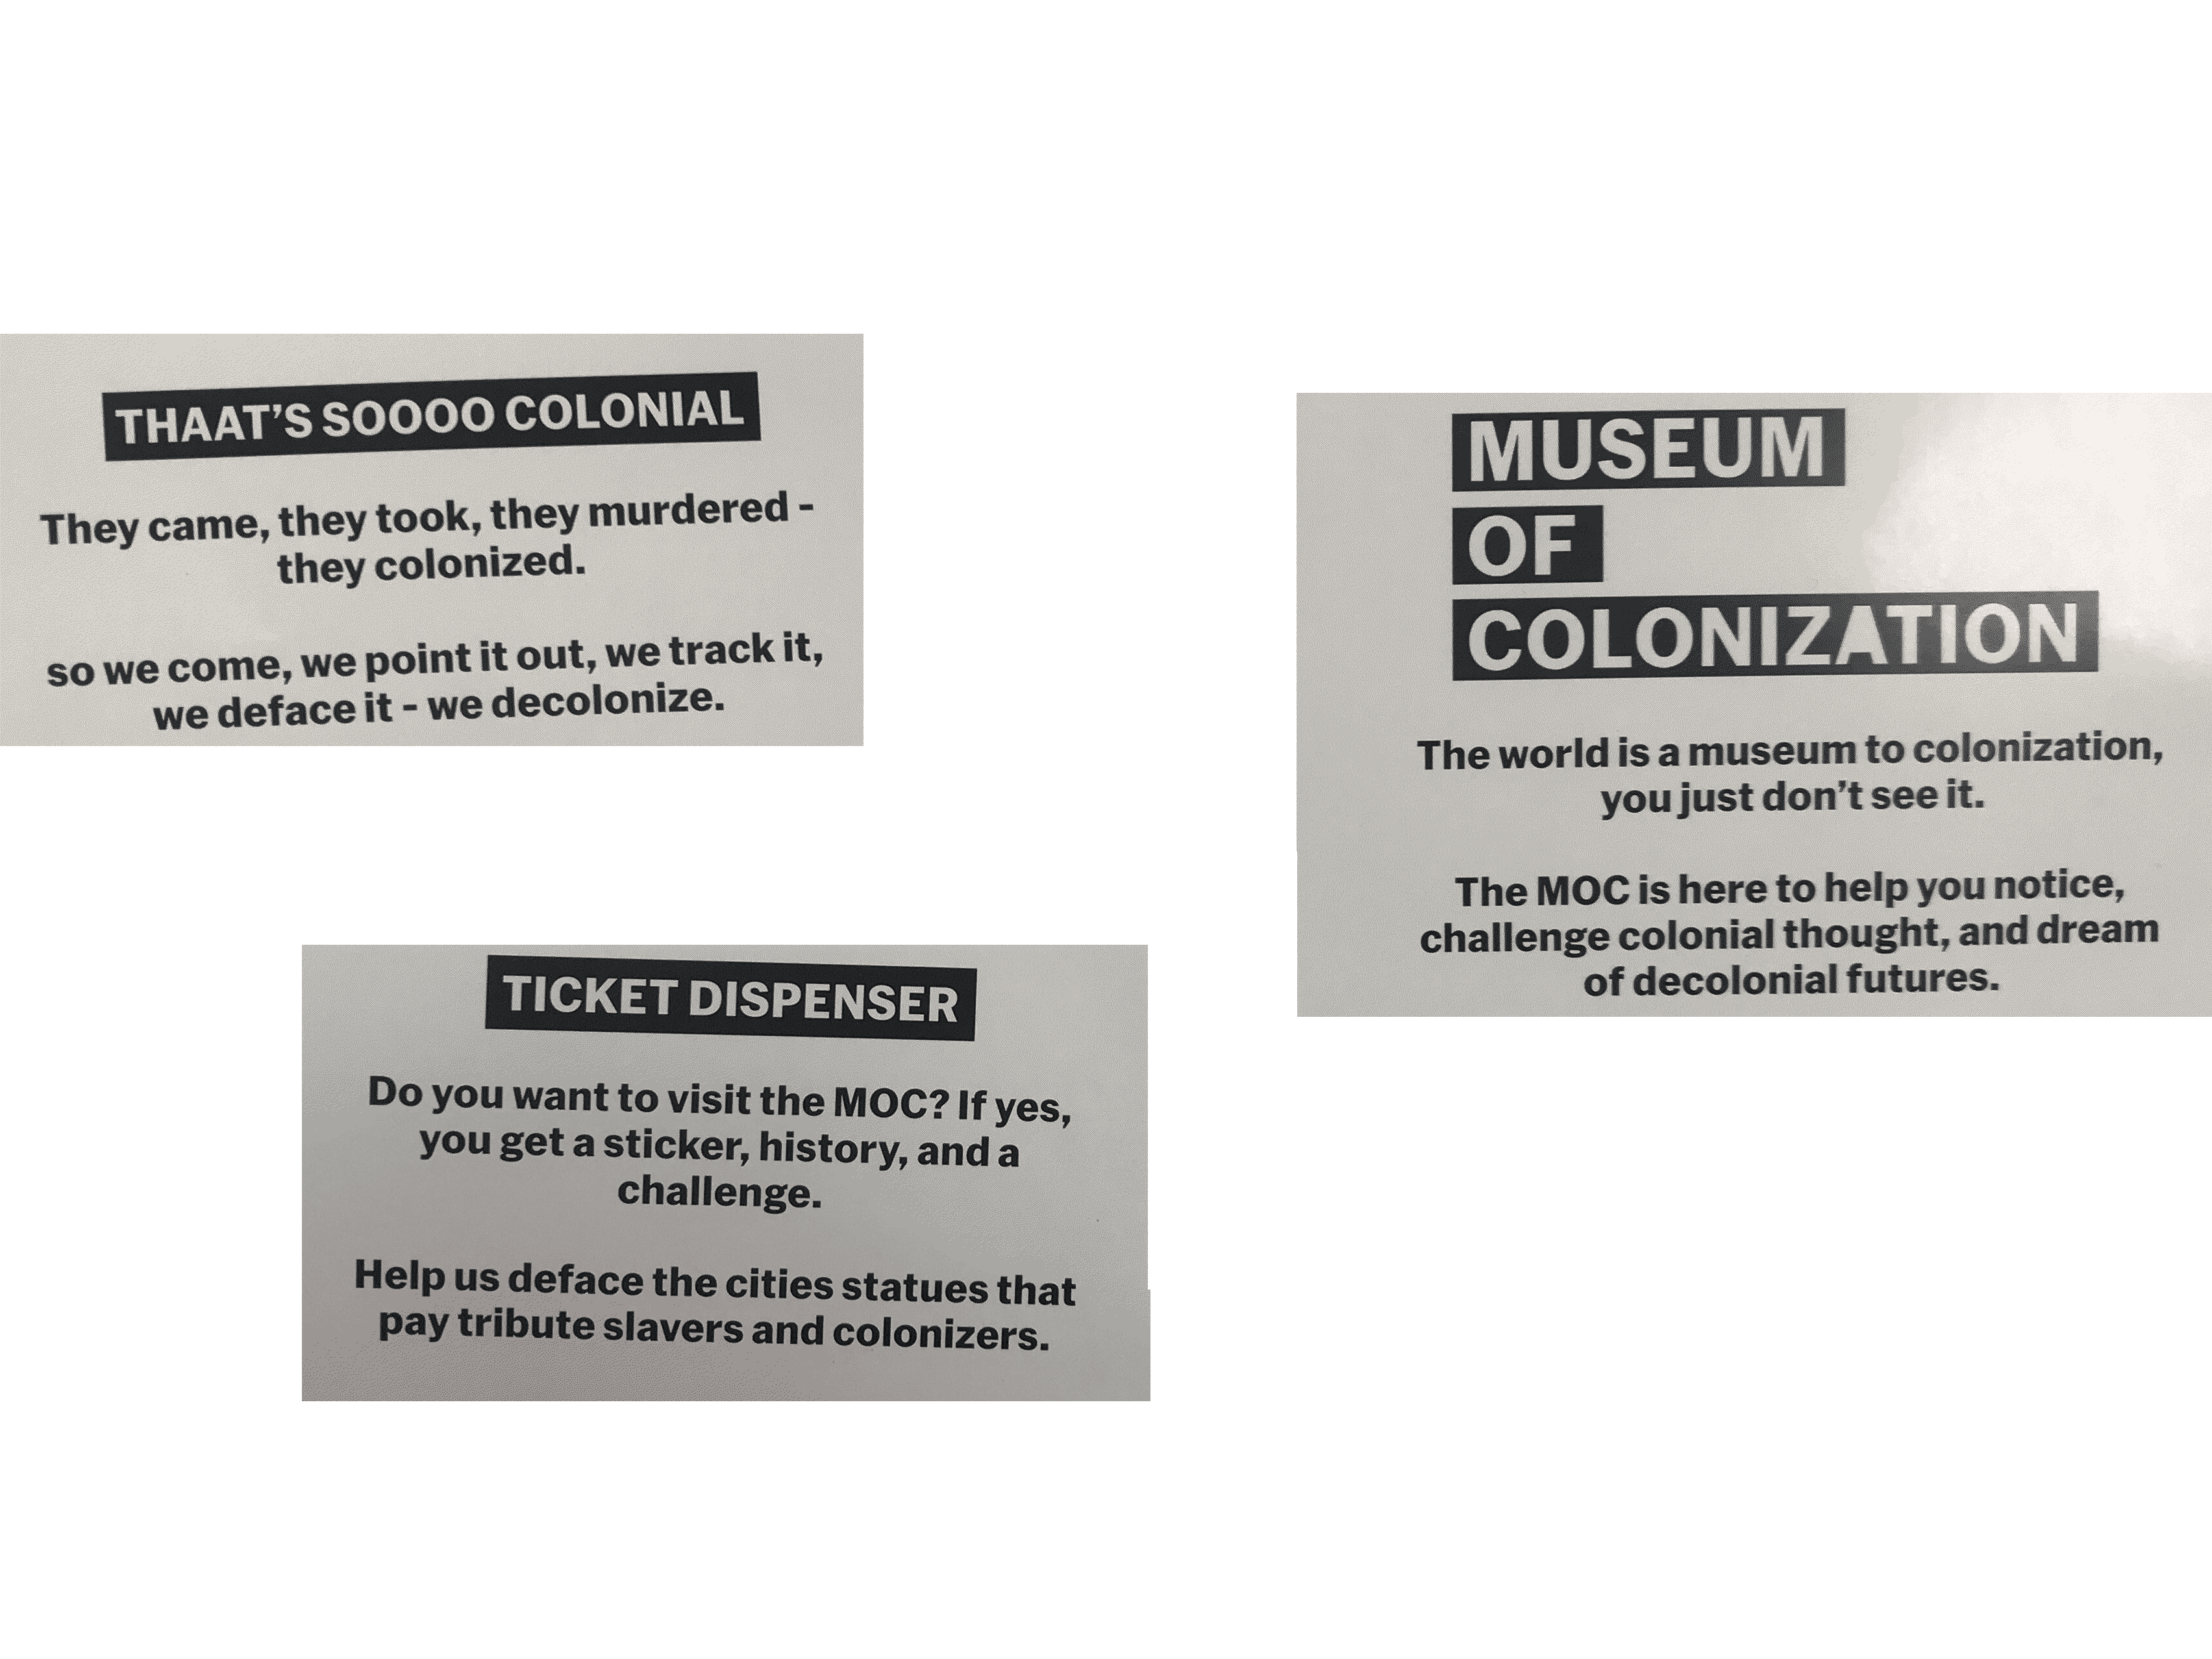 THAAT'S SOOOO COLONIAL
They came, they took, they murdered -
they colonized.
so we come, we point it out, we track it,
we deface it - we decolonize.
TICKET DISPENSER
Do you want to visit the MOC? If yes,
you get a sticker, history, and a
challenge.
Help us deface the cities statues that
pay tribute slavers and colonizers.
MUSEUM
OF
COLONIZATION
The world is a museum to colonization,
you just don't see it.
The MOC is here to help you notice,
challenge colonial thought, and dream
of decolonial futures.